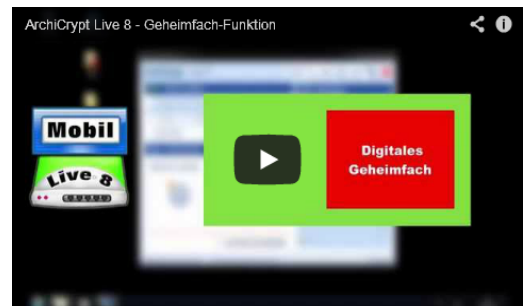 ArchiCrypt Live 8 - Geheimfach-Funktion
Mobil
Live 8
Digitales
Geheimfach